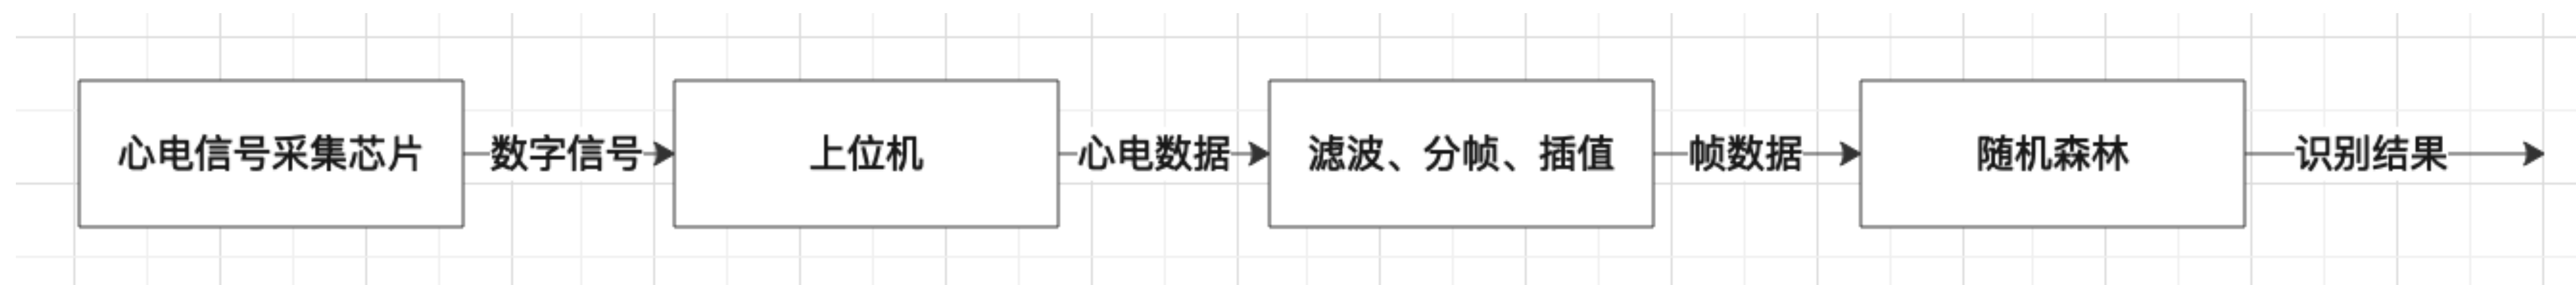 心电信号采集芯片
数字信号
上位机
心电数据
滤波、分帧、插值
帧数据
随机森林
识别结果